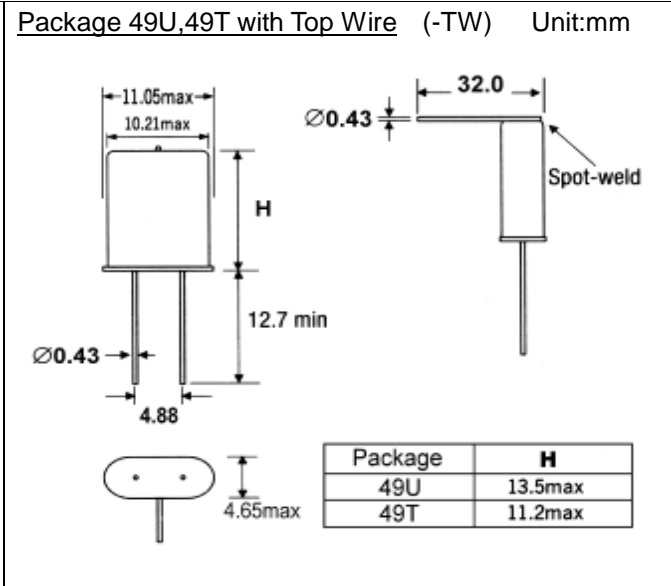 Package 49U,49T with Top Wire (-TW) Unit:mm
11.05max
10.21max
32.0
∅0.43
Spot-weld
H
12.7 min
∅0.43
4.88
4.65max
Package H
49U 13.5max
49T 11.2max